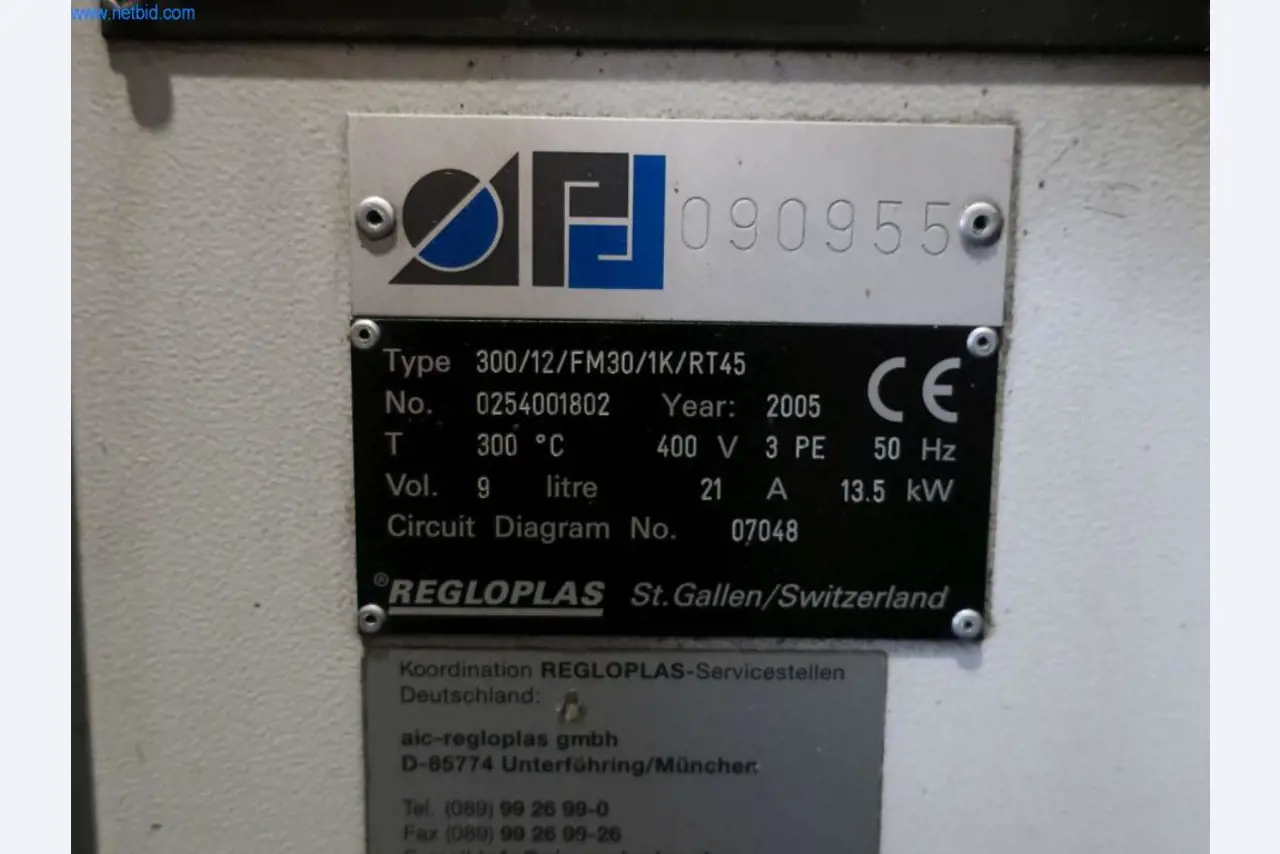 www.netbid.com
090955
Type 300/12/FM30/1K/RT45
CE
No. 0254001802 Year: 2005
T 300 °C 400 V 3 PE 50 Hz
Vol. 9 litre 21 A 13.5 kW
Circuit Diagram No. 07048
®REGLOPLAS St.Gallen/Switzerland
Koordination REGLOPLAS-Servicestellen
Deutschland:
aic-regloplas gmbh
D-85774 Unterföhring/München
Tel. (089) 99 26 99-0
Fax (089) 99 26 99-26